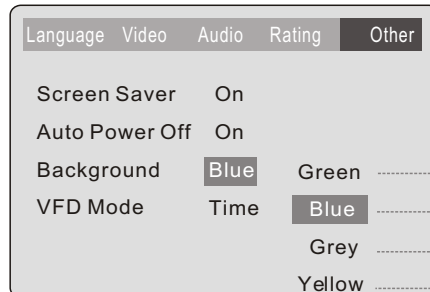 Language Video Audio Rating Other
Screen Saver On
Auto Power Off On
Background Blue Green
VFD Mode Time Blue
Grey
Yellow